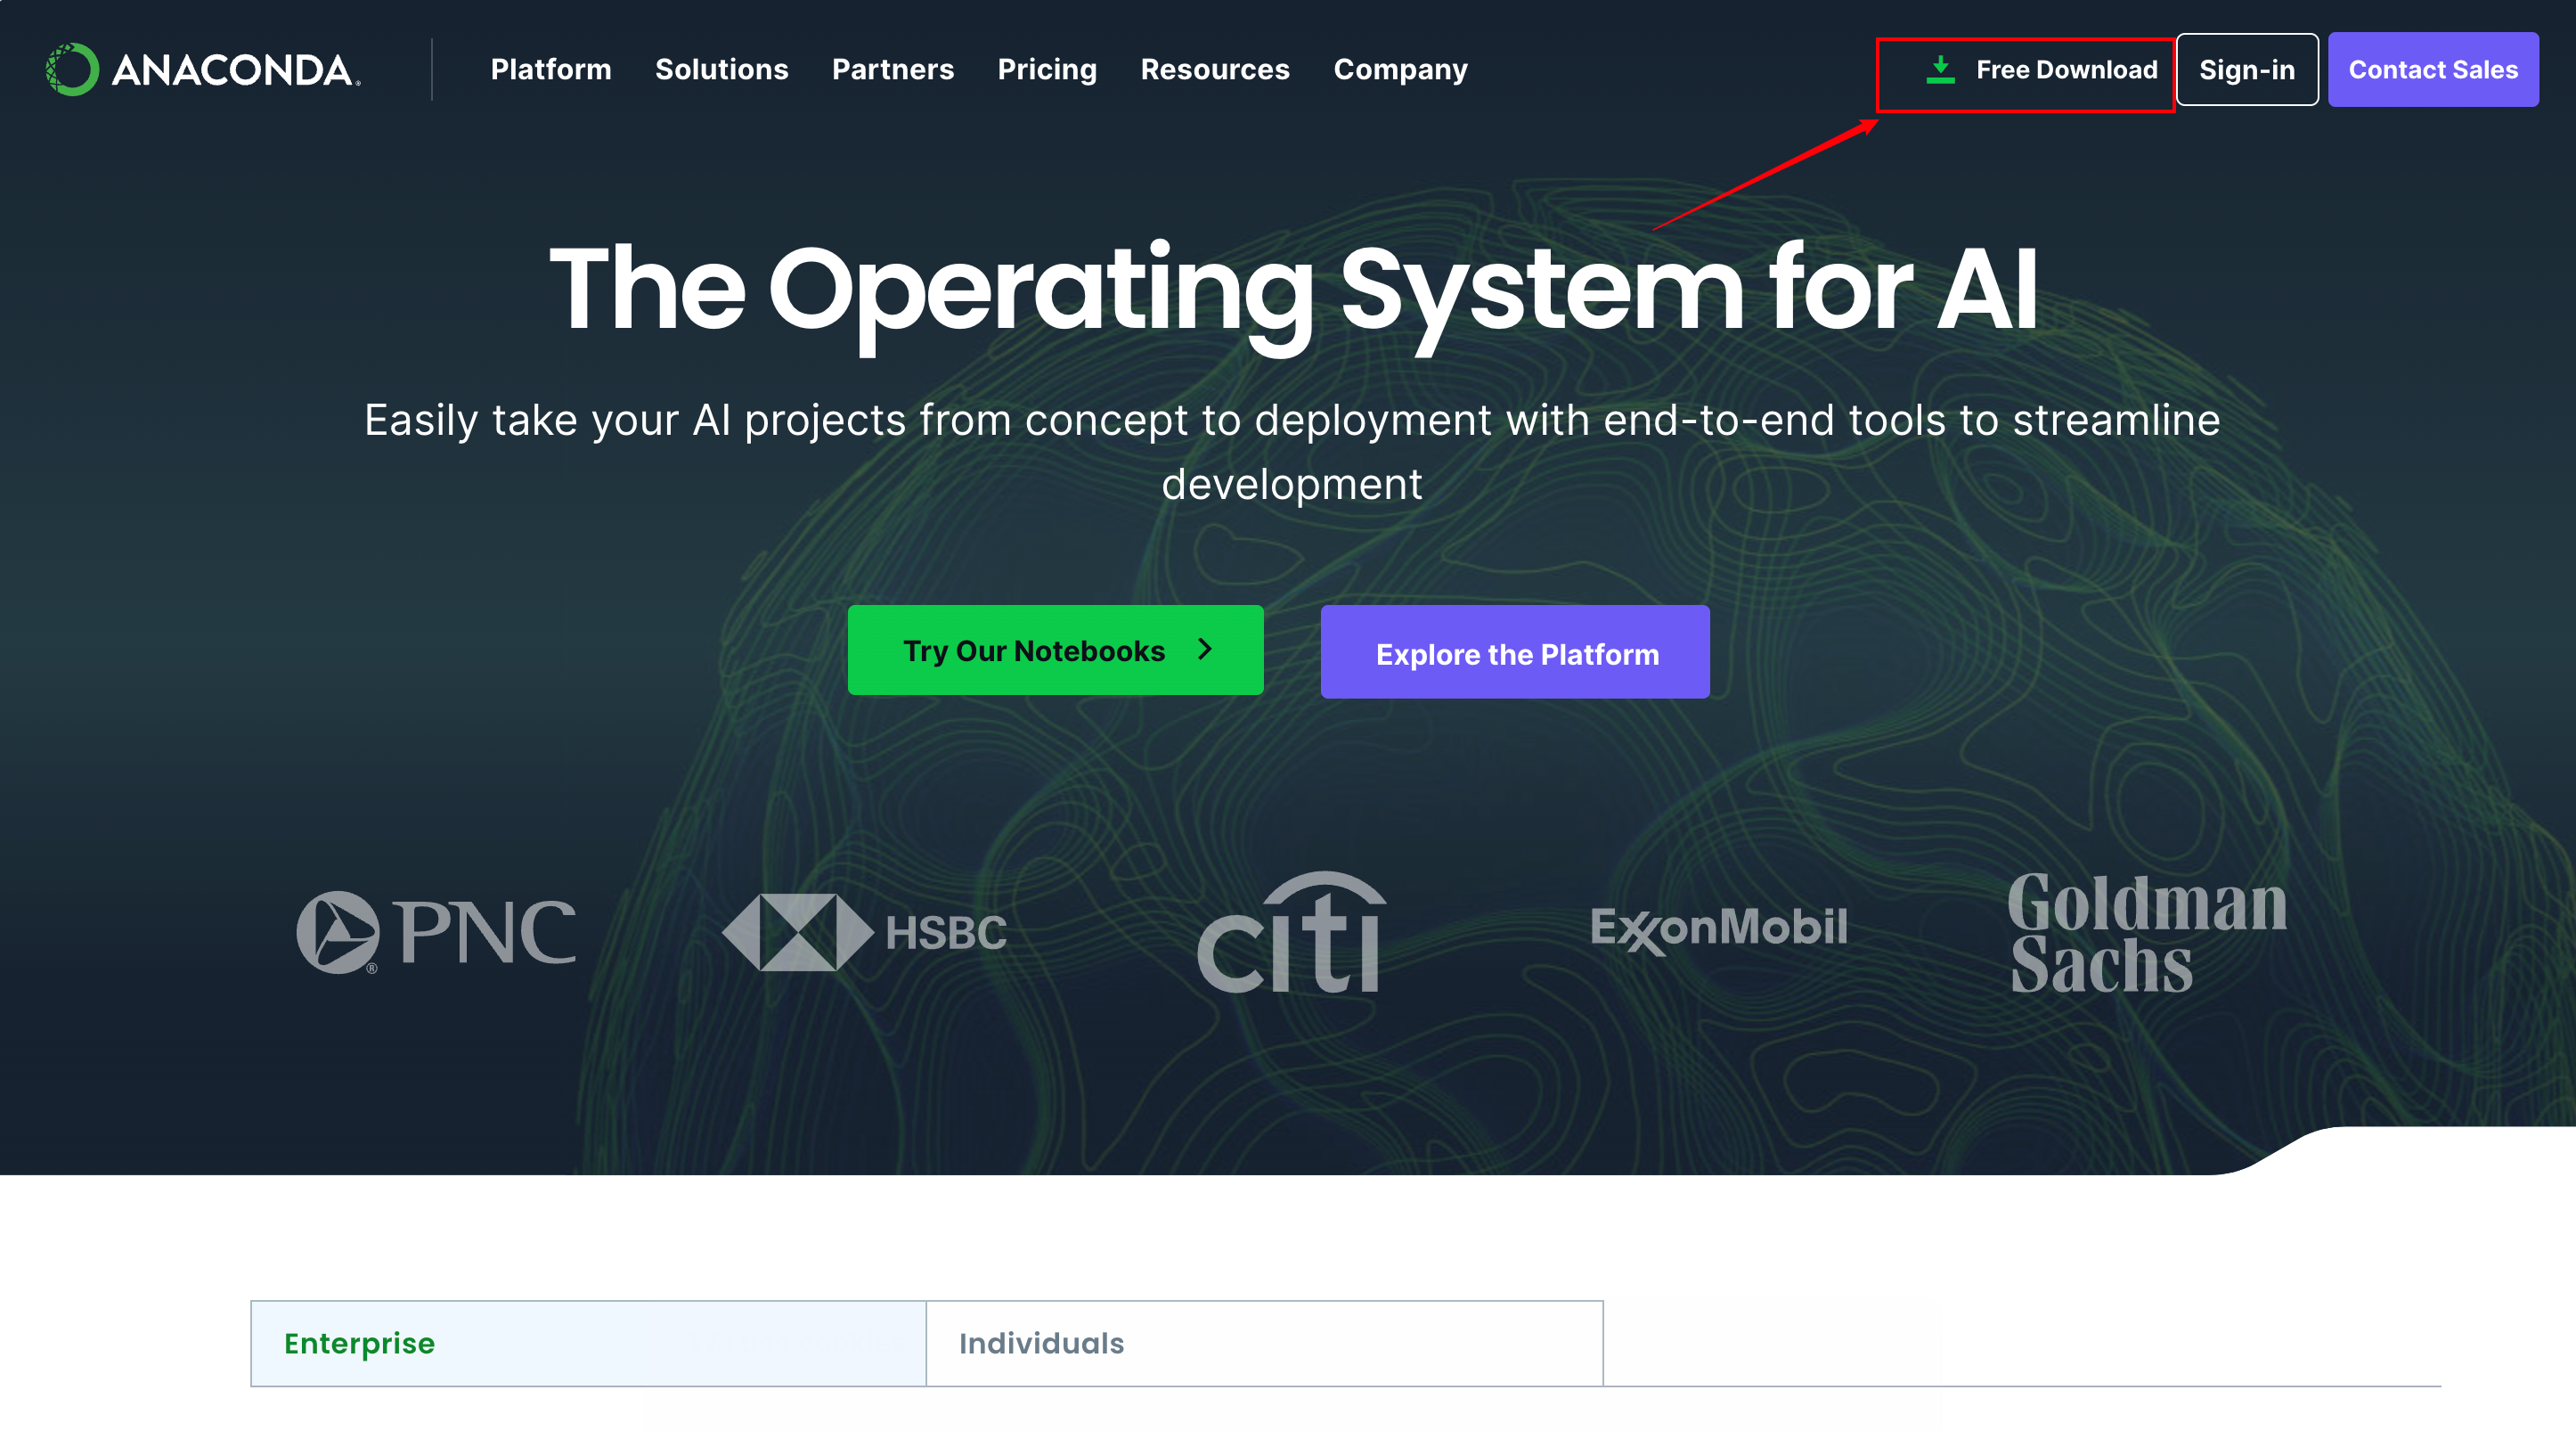 ANACONDA.
Platform Solutions Partners Pricing Resources Company
Free Download
Sign-in
Contact Sales
The Operating System for AI
Easily take your AI projects from concept to deployment with end-to-end tools to streamline
development
Try Our Notebooks
Explore the Platform
PNC®
HSBC
citi
ExxonMobil
Goldman
Sachs
Enterprise
Individuals